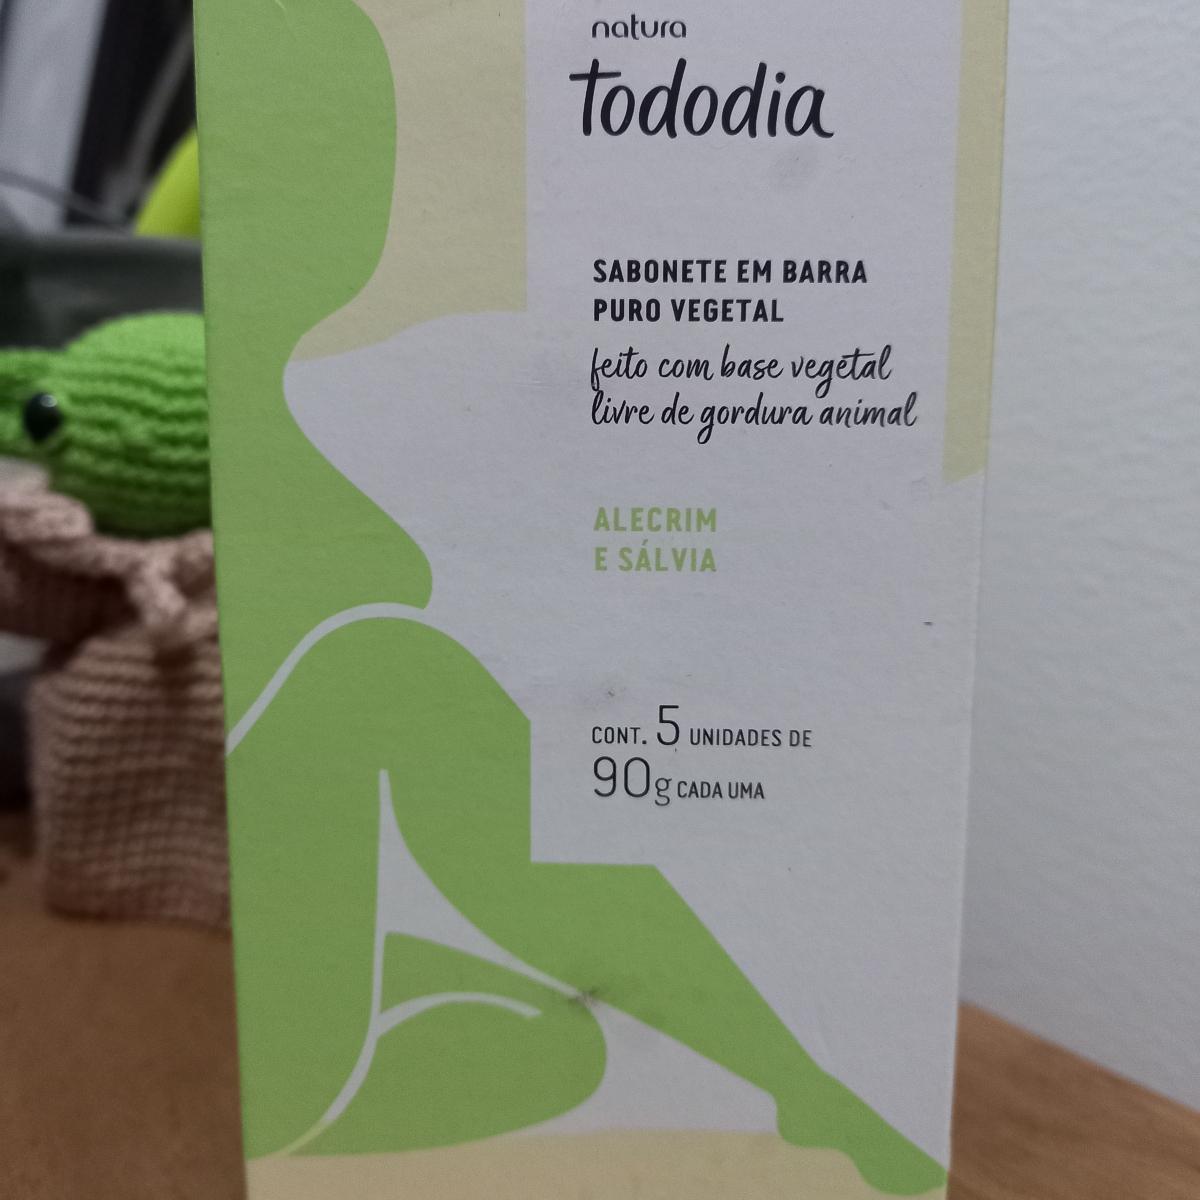 natura
tododia
SABONETE EM BARRA
PURO VEGETAL
feito com base vegetal
livre de gordura animal
ALECRIM
E SÁLVIA
CONT. 5 UNIDADES DE
90g CADA UMA